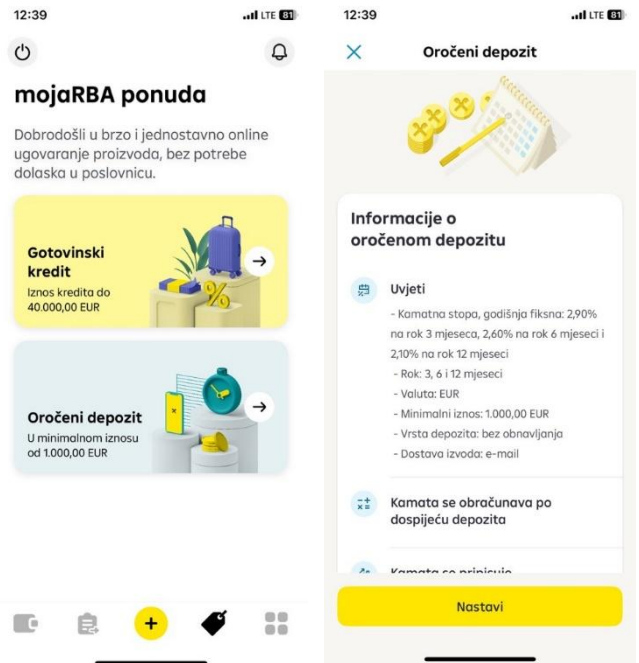 12:39
LTE 81
mojaRBA ponuda
Dobrodošli u brzo i jednostavno online
ugovaranje proizvoda, bez potrebe
dolaska u poslovnicu.
Gotovinski
kredit
Iznos kredita do
40.000,00 EUR
Oročeni depozit
U minimalnom iznosu
od 1.000,00 EUR
12:39
LTE 81
Oročeni depozit
Informacije o
oročenom depozitu
Uvjeti
- Kamatna stopa, godišnja fiksna: 2,90%
na rok 3 mjeseca, 2,60% na rok 6 mjeseci i
2,10% na rok 12 mjeseci
- Rok: 3, 6 i 12 mjeseci
- Valuta: EUR
- Minimalni iznos: 1.000,00 EUR
- Vrsta depozita: bez obnavljanja
- Dostava izvoda: e-mail
Kamata se obračunava po
dospijeću depozita
Kamata se pripisuje
Nastavi